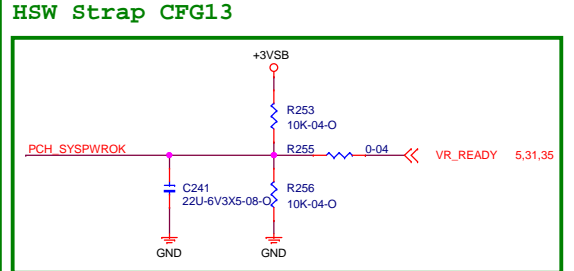 HSW Strap CFG13
+3VSB
R253
10K-04-O
PCH_SYSPWROK
R255
0-04
VR_READY
5,31,35
C241
22U-6V3X5-08-O
R256
10K-04-O
GND
GND